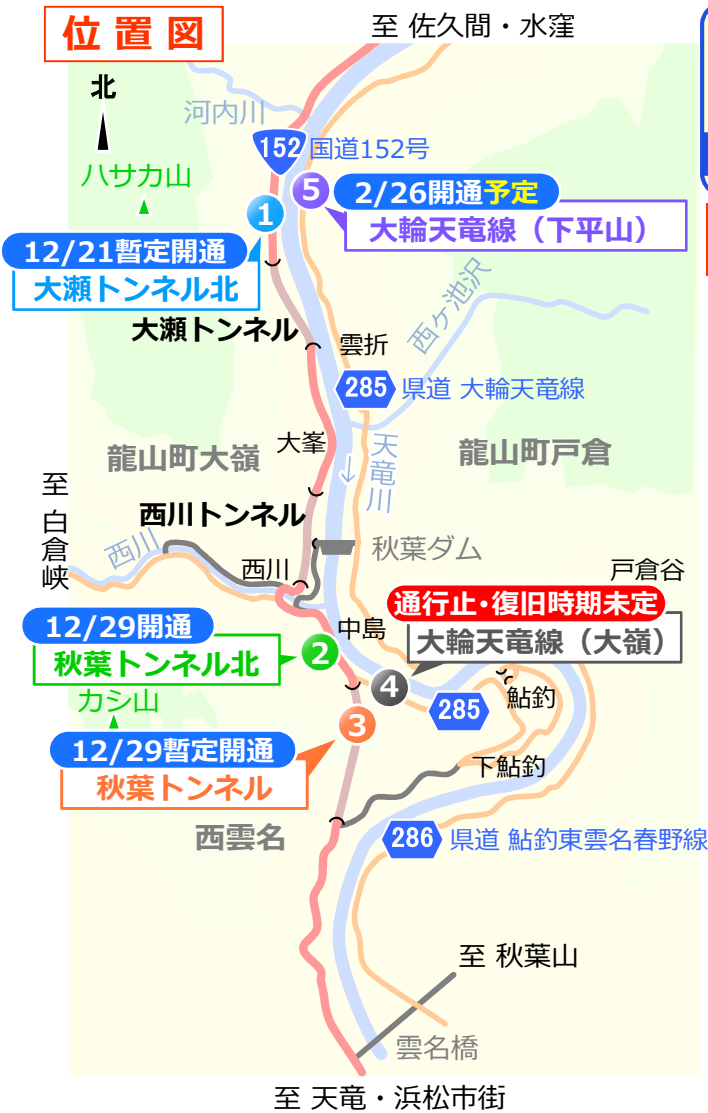 位置図
至 佐久間・水窪
北
河内川
152
国道152号
ハサカ山
5
2/26開通予定
大輪天竜線（下平山）
1
12/21暫定開通
大瀬トンネル北
西ヶ池沢
大瀬トンネル
雲折
285
県道 大輪天竜線
大峯
天竜川
↓
龍山町大嶺
龍山町戸倉
至 白倉峡
西川トンネル
西川
秋葉ダム
西川
戸倉谷
通行止・復旧時期未定
大輪天竜線（大嶺）
12/29開通
秋葉トンネル北
2
中島
4
285
鮎釣
カシ山
3
12/29暫定開通
秋葉トンネル
下鮎釣
西雲名
286
県道 鮎釣東雲名春野線
至 秋葉山
雲名橋
至 天竜・浜松市街